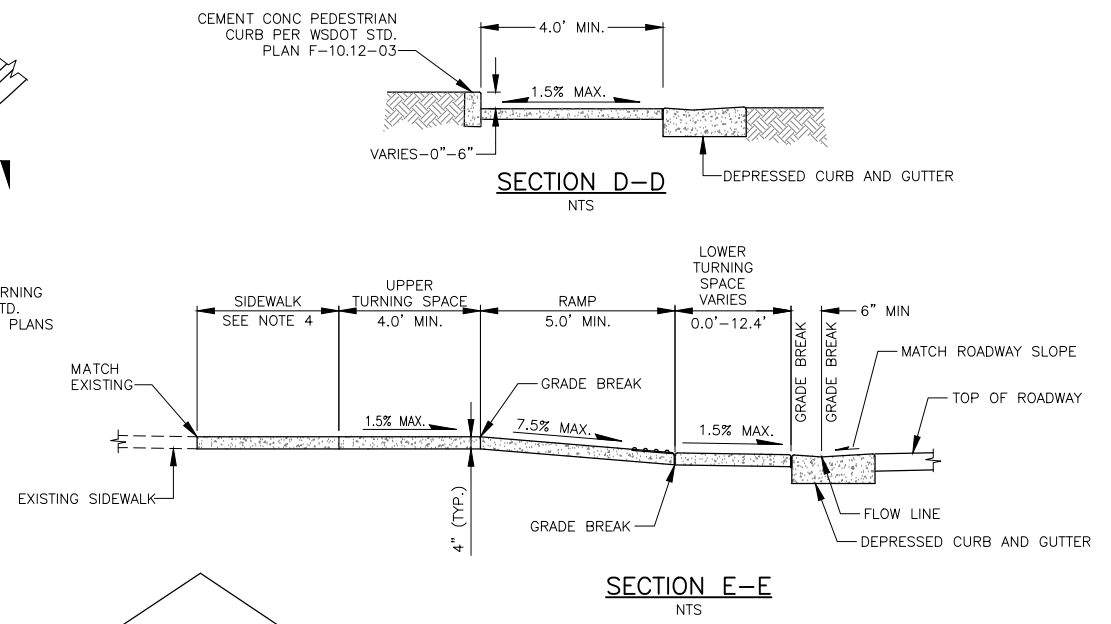 CEMENT CONC PEDESTRIAN
CURB PER WSDOT STD.
PLAN F-10.12-03
4.0' MIN.
1.5% MAX.
VARIES-0"-6"
DEPRESSED CURB AND GUTTER
SECTION D-D
NTS
RNING
TD.
PLANS
SIDEWALK
SEE NOTE 4
UPPER
TURNING SPACE
4.0' MIN.
RAMP
5.0' MIN.
LOWER
TURNING
SPACE
VARIES
0.0'-12.4'
GRADE BREAK
GRADE BREAK
6" MIN
MATCH ROADWAY SLOPE
TOP OF ROADWAY
MATCH
EXISTING
GRADE BREAK
1.5% MAX.
7.5% MAX.
1.5% MAX.
EXISTING SIDEWALK
4" (TYP.)
GRADE BREAK
FLOW LINE
DEPRESSED CURB AND GUTTER
SECTION E-E
NTS